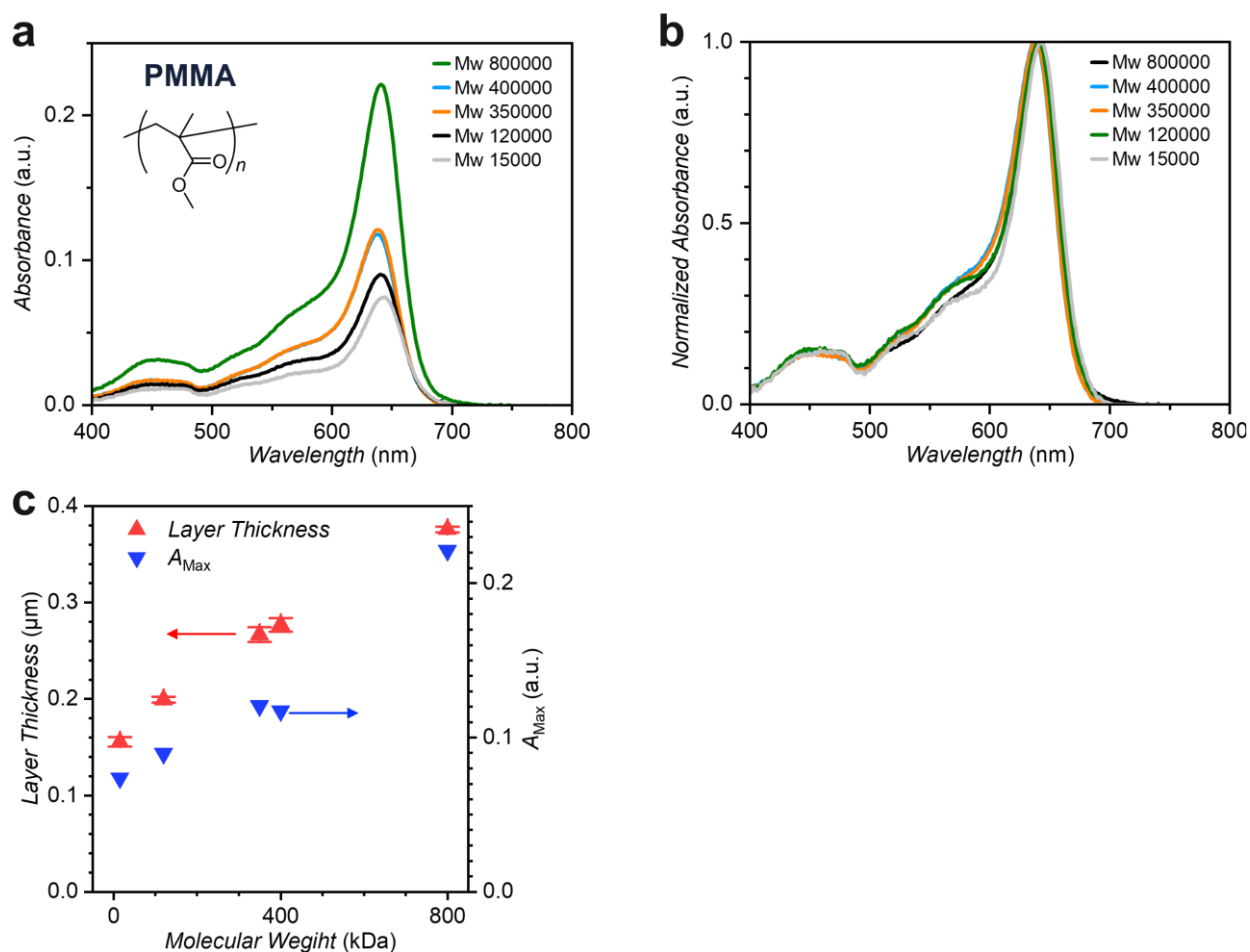 a
PMMA
( )n
O
O
Mw 800000
Mw 400000
Mw 350000
Mw 120000
Mw 15000
Absorbance (a.u.)
0.2
0.1
0.0
400 500 600 700 800
Wavelength (nm)
b
Mw 800000
Mw 400000
Mw 350000
Mw 120000
Mw 15000
Normalized Absorbance (a.u.)
1.0
0.5
0.0
400 500 600 700 800
Wavelength (nm)
c
Layer Thickness
AMax
Layer Thickness (µm)
0.4
0.3
0.2
0.1
0.0
0.2
0.1
0.0
AMax (a.u.)
0 400 800
Molecular Wegiht (kDa)